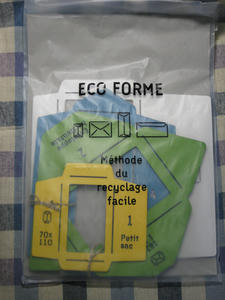 ECO FORME
Méthode
du
recyclage
facile
70x
110
1
Petit
sac